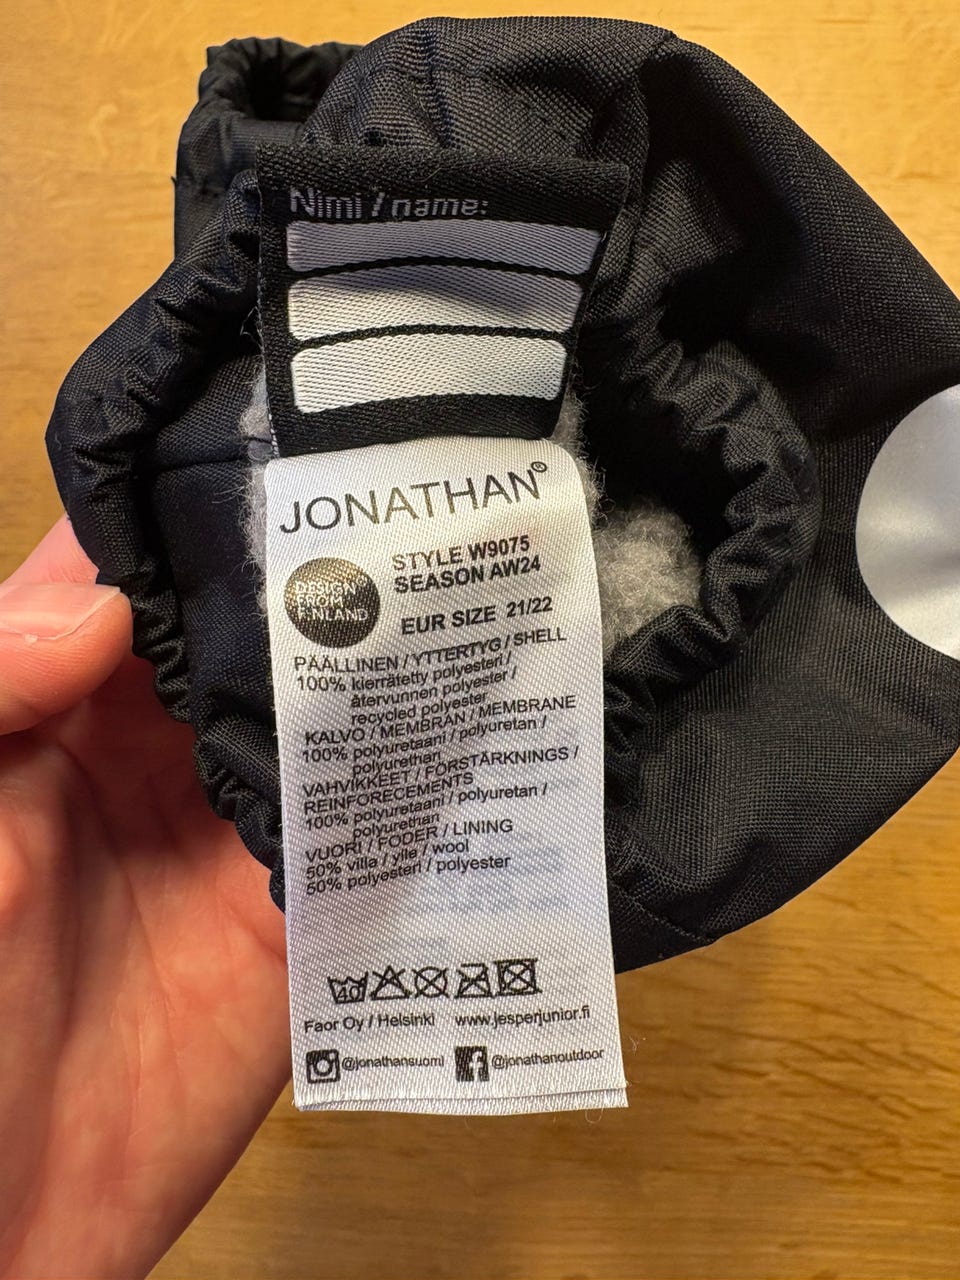 Nimi / name:
JONATHAN®
DESIGN
FROM
FINLAND
STYLE W9075
SEASON AW24
EUR SIZE 21/22
PÄÄLLINEN / YTTERTYG / SHELL
100% kierrätetty polyesteri /
återvunnen polyester /
recycled polyester
KALVO / MEMBRAN / MEMBRANE
100% polyuretaani / polyuretan /
polyurethan
VAHVIKKEET / FÖRSTÄRKNINGS /
REINFORCEMENTS
100% polyuretaani / polyuretan /
polyurethan
VUORI / FODER / LINING
50% villa / ylle / wool
50% polyesteri / polyester
40
Faor Oy / Helsinki www.jesperjunior.fi
@jonathansuomi @jonathanoutdoor